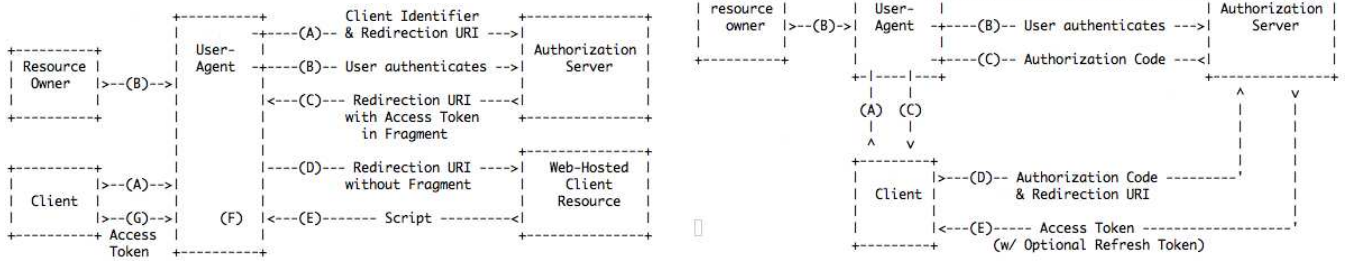 Client Identifier
(A) & Redirection URI
User-Agent
Authorization Server
Resource Owner
(B)
(B) User authenticates
(C) Redirection URI
with Access Token
in Fragment
(D) Redirection URI
without Fragment
Web-Hosted Client Resource
Client
(A)
(G)
Access Token
(F)
(E) Script
resource owner
(B)
User-Agent
(B) User authenticates
Authorization Server
(C) Authorization Code
(A) (C)
Client
(D) Authorization Code
& Redirection URI
(E) Access Token
(w/ Optional Refresh Token)